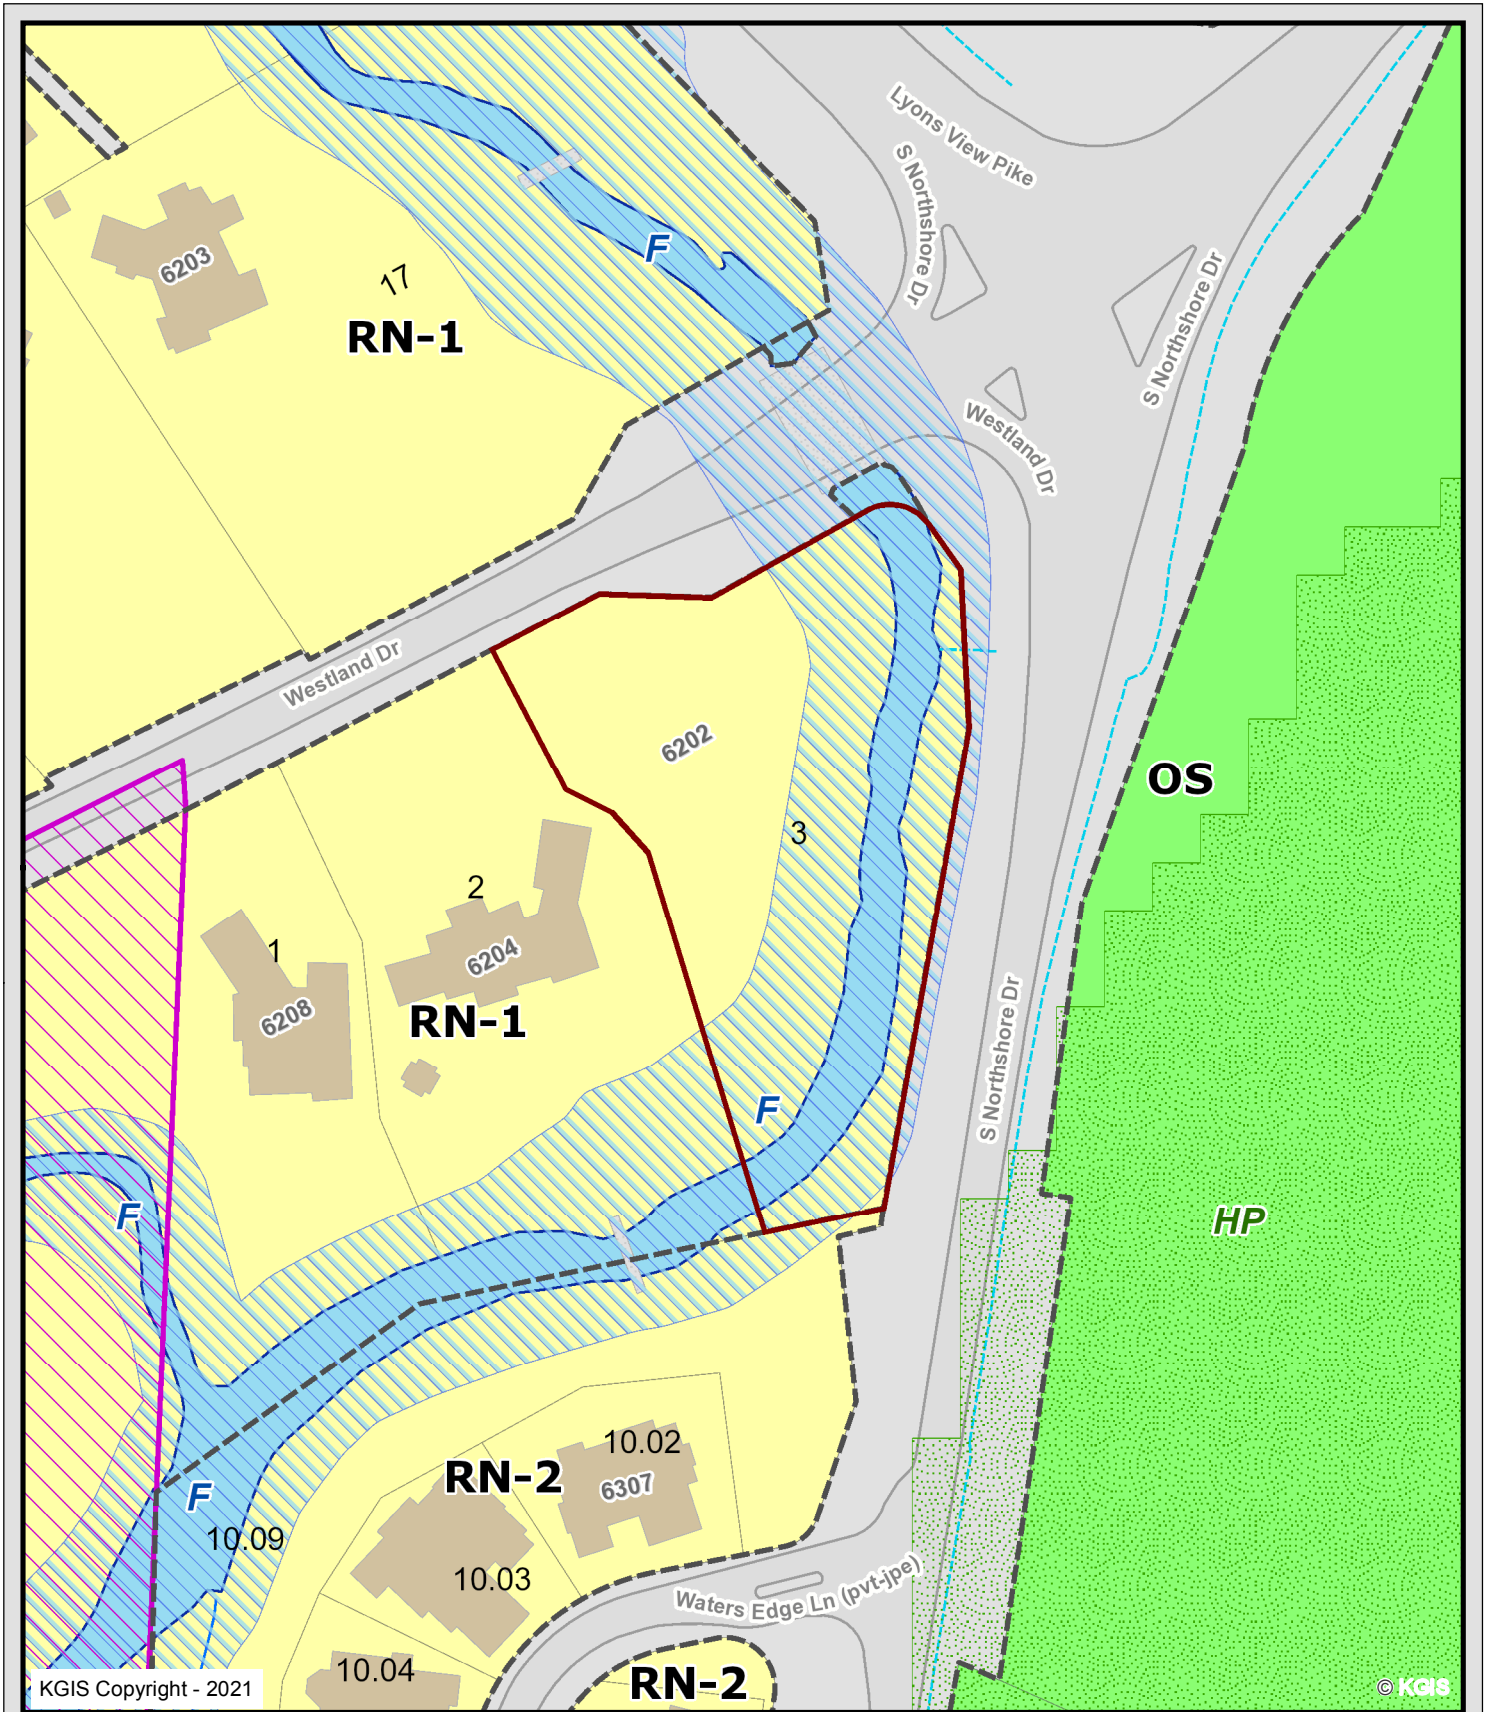 Lyons View Pike
S Northshore Dr
F
6203
17
S Northshore Dr
RN-1
Westland Dr
Westland Dr
6202
OS
3
2
1
6204
6208
RN-1
S Northshore Dr
F
F
HP
10.02
RN-2
6307
F
10.09
10.03
Waters Edge Ln (pvt-jpe)
10.04
RN-2
KGIS Copyright - 2021
© KGIS